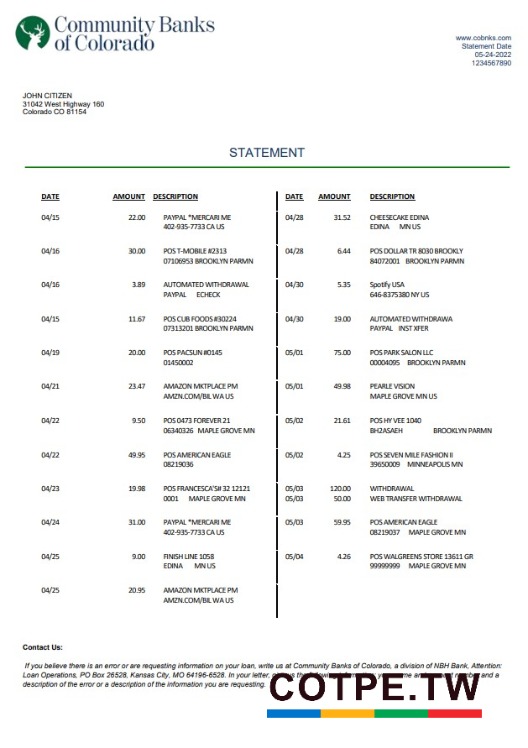 Community Banks
of Colorado
www.cobnks.com
Statement Date
05-24-2022
1234567890
JOHN CITIZEN
31042 West Highway 160
Colorado CO 81154
STATEMENT
DATE AMOUNT DESCRIPTION
04/15 22.00 PAYPAL *MERCARI ME
402-935-7733 CA US
04/16 30.00 POS T-MOBILE #2313
07106953 BROOKLYN PARMN
04/16 3.89 AUTOMATED WITHDRAWAL
PAYPAL ECHECK
04/15 11.67 POS CUB FOODS #30224
07313201 BROOKLYN PARMN
04/19 20.00 POS PACSUN #0145
01450002
04/21 23.47 AMAZON MKTPLACE PM
AMZN.COM/BIL WA US
04/22 9.50 POS 0473 FOREVER 21
06340326 MAPLE GROVE MN
04/22 49.95 POS AMERICAN EAGLE
08219036
04/23 19.98 POS FRANCESCA'S# 32 12121
0001 MAPLE GROVE MN
04/24 31.00 PAYPAL *MERCARI ME
402-935-7733 CA US
04/25 9.00 FINISH LINE 1058
EDINA MN US
04/25 20.95 AMAZON MKTPLACE PM
AMZN.COM/BIL WA US
DATE AMOUNT DESCRIPTION
04/28 31.52 CHEESECAKE EDINA
EDINA MN US
04/28 6.44 POS DOLLAR TR 8030 BROOKLY
84072001 BROOKLYN PARMN
04/30 5.35 Spotify USA
646-8375380 NY US
04/30 19.00 AUTOMATED WITHDRAWA
PAYPAL INST XFER
05/01 75.00 POS PARK SALON LLC
00004095 BROOKLYN PARMN
05/01 49.98 PEARLE VISION
MAPLE GROVE MN US
05/02 21.61 POS HY VEE 1040
BH2ASAEH BROOKLYN PARMN
05/02 4.25 POS SEVEN MILE FASHION II
39650009 MINNEAPOLIS MN
05/03 120.00 WITHDRAWAL
05/03 50.00 WEB TRANSFER WITHDRAWAL
05/03 59.95 POS AMERICAN EAGLE
08219037 MAPLE GROVE MN
05/04 4.26 POS WALGREENS STORE 13611 GR
99999999 MAPLE GROVE MN
Contact Us:
If you believe there is an error or are requesting information on your loan, write us at Community Banks of Colorado, a division of NBH Bank, Attention:
Loan Operations, PO Box 26528, Kansas City, MO 64196-6528. In your letter, number and a
description of the error or a description of the information you are requesting.
COTPE.TW